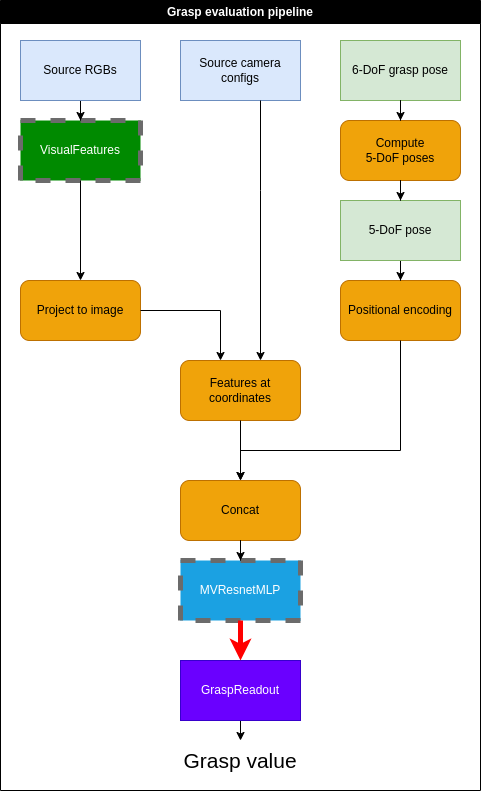 Grasp evaluation pipeline
Source RGBs
Source camera
configs
6-DoF grasp pose
VisualFeatures
Compute
5-DoF poses
5-DoF pose
Project to image
Positional encoding
Features at
coordinates
Concat
MVResnetMLP
GraspReadout
Grasp value